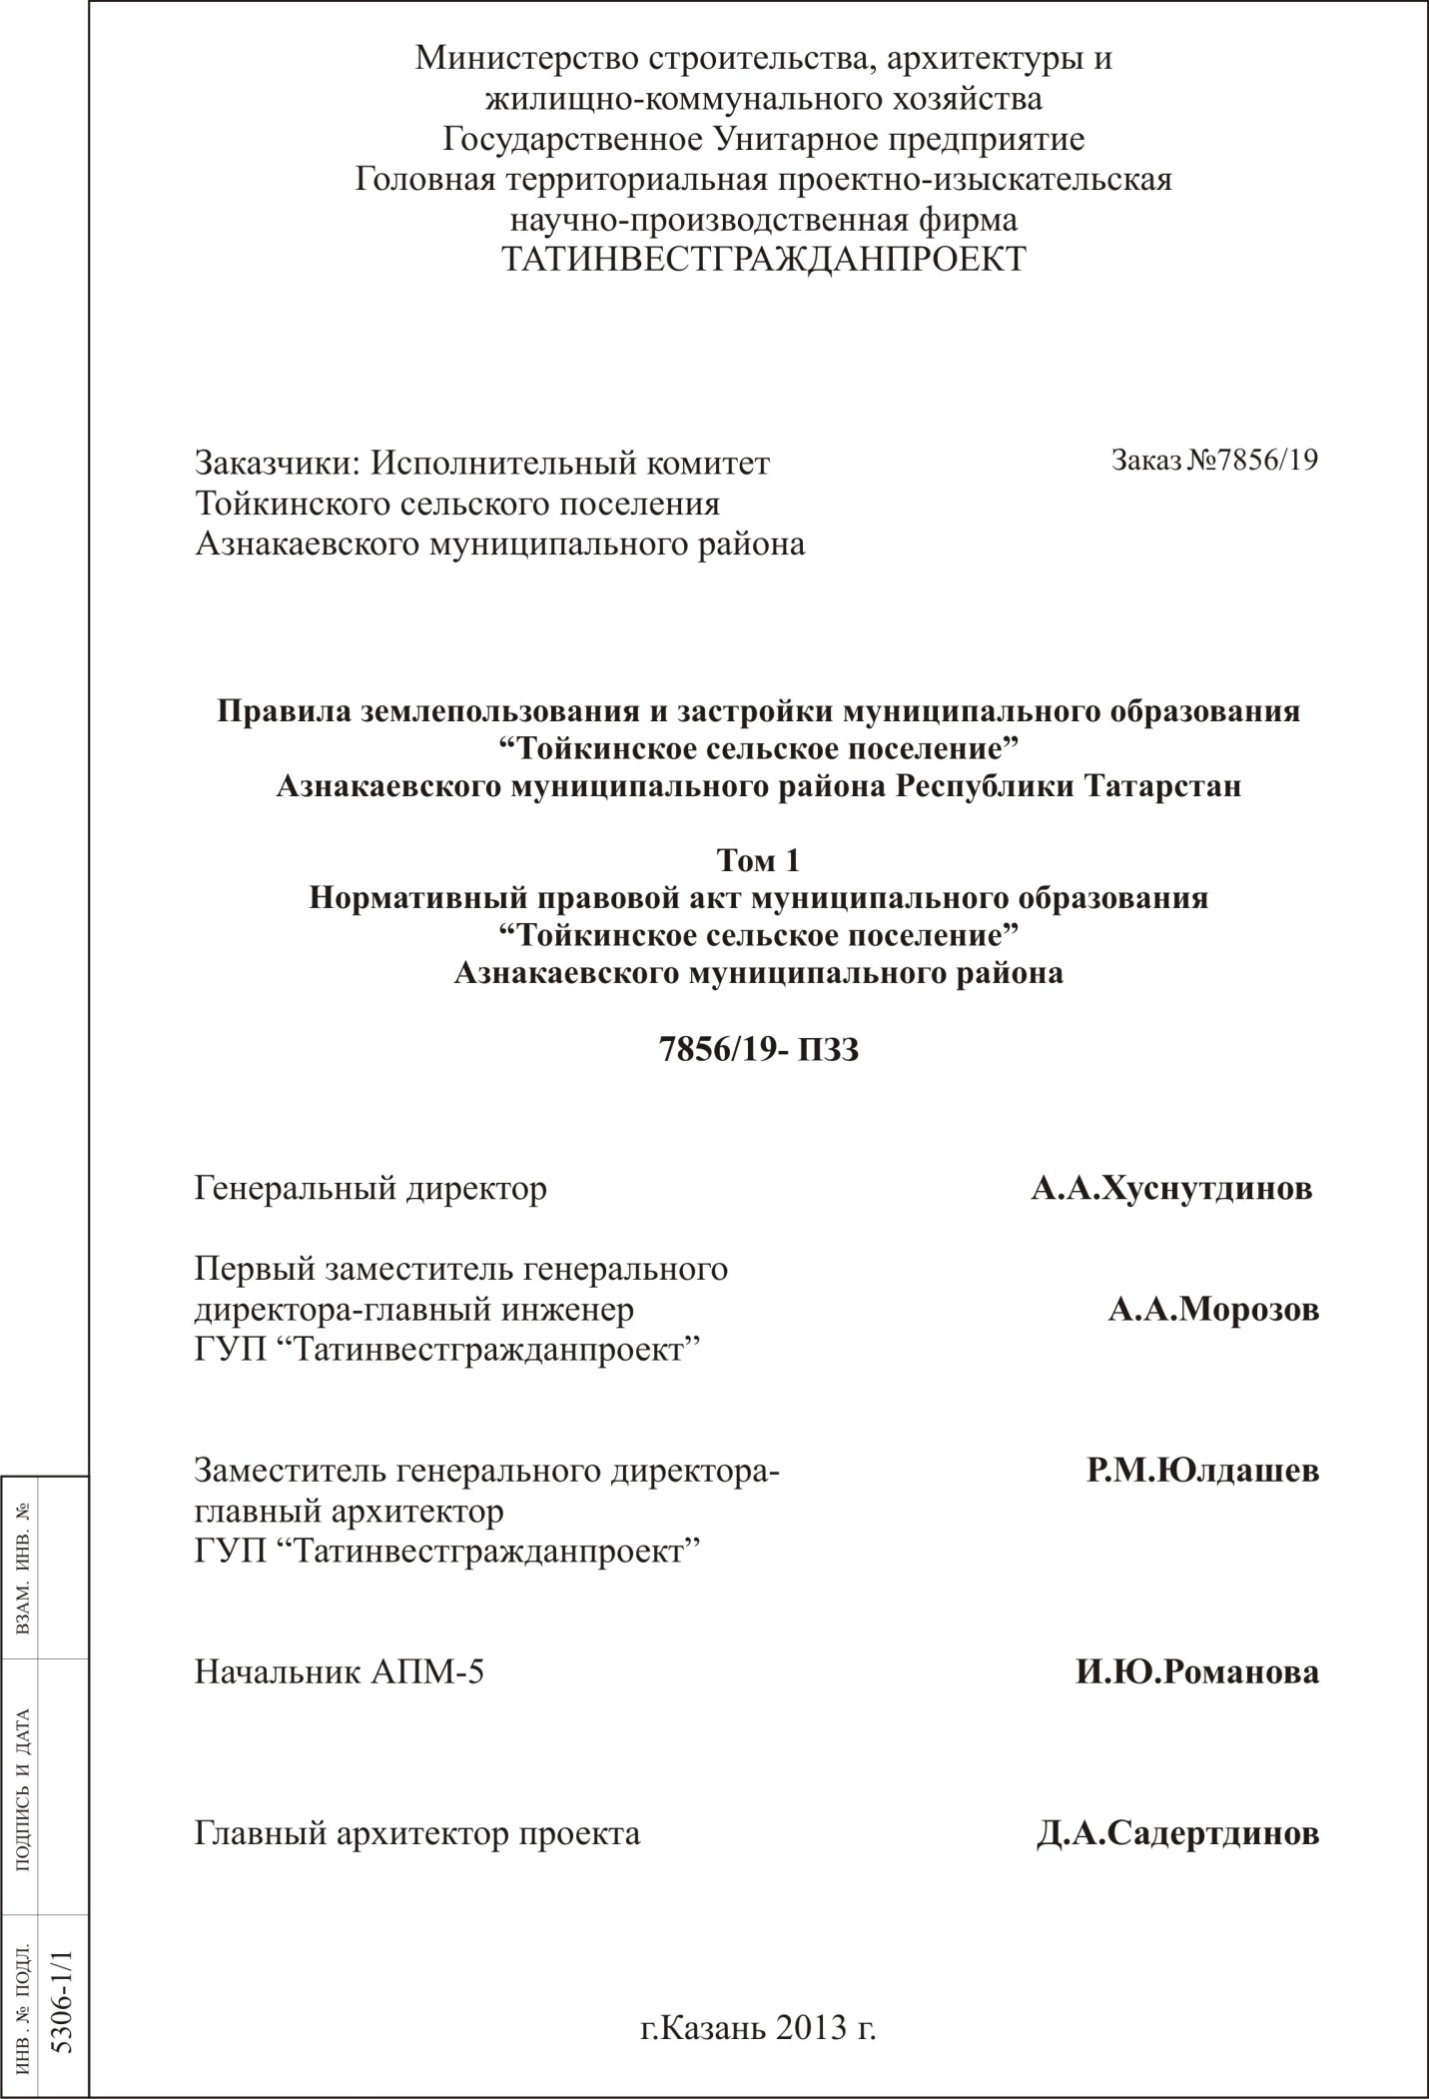 Министерство строительства, архитектуры и
жилищно-коммунального хозяйства
Государственное Унитарное предприятие
Головная территориальная проектно-изыскательская
научно-производственная фирма
ТАТИНВЕСТГРАЖДАНПРОЕКТ
Заказчики: Исполнительный комитет
Тойкинского сельского поселения
Азнакаевского муниципального района
Заказ №7856/19
Правила землепользования и застройки муниципального образования
“Тойкинское сельское поселение”
Азнакаевского муниципального района Республики Татарстан
Том 1
Нормативный правовой акт муниципального образования
“Тойкинское сельское поселение”
Азнакаевского муниципального района
7856/19- ПЗЗ
Генеральный директор А.А.Хуснутдинов
Первый заместитель генерального
директора-главный инженер А.А.Морозов
ГУП “Татинвестгражданпроект”
Заместитель генерального директора- Р.М.Юлдашев
главный архитектор
ГУП “Татинвестгражданпроект”
Начальник АПМ-5 И.Ю.Романова
Главный архитектор проекта Д.А.Садертдинов
г.Казань 2013 г.
ВЗАМ. ИНВ. №
ПОДПИСЬ И ДАТА
ИНВ. № ПОДЛ.
5306-1/1